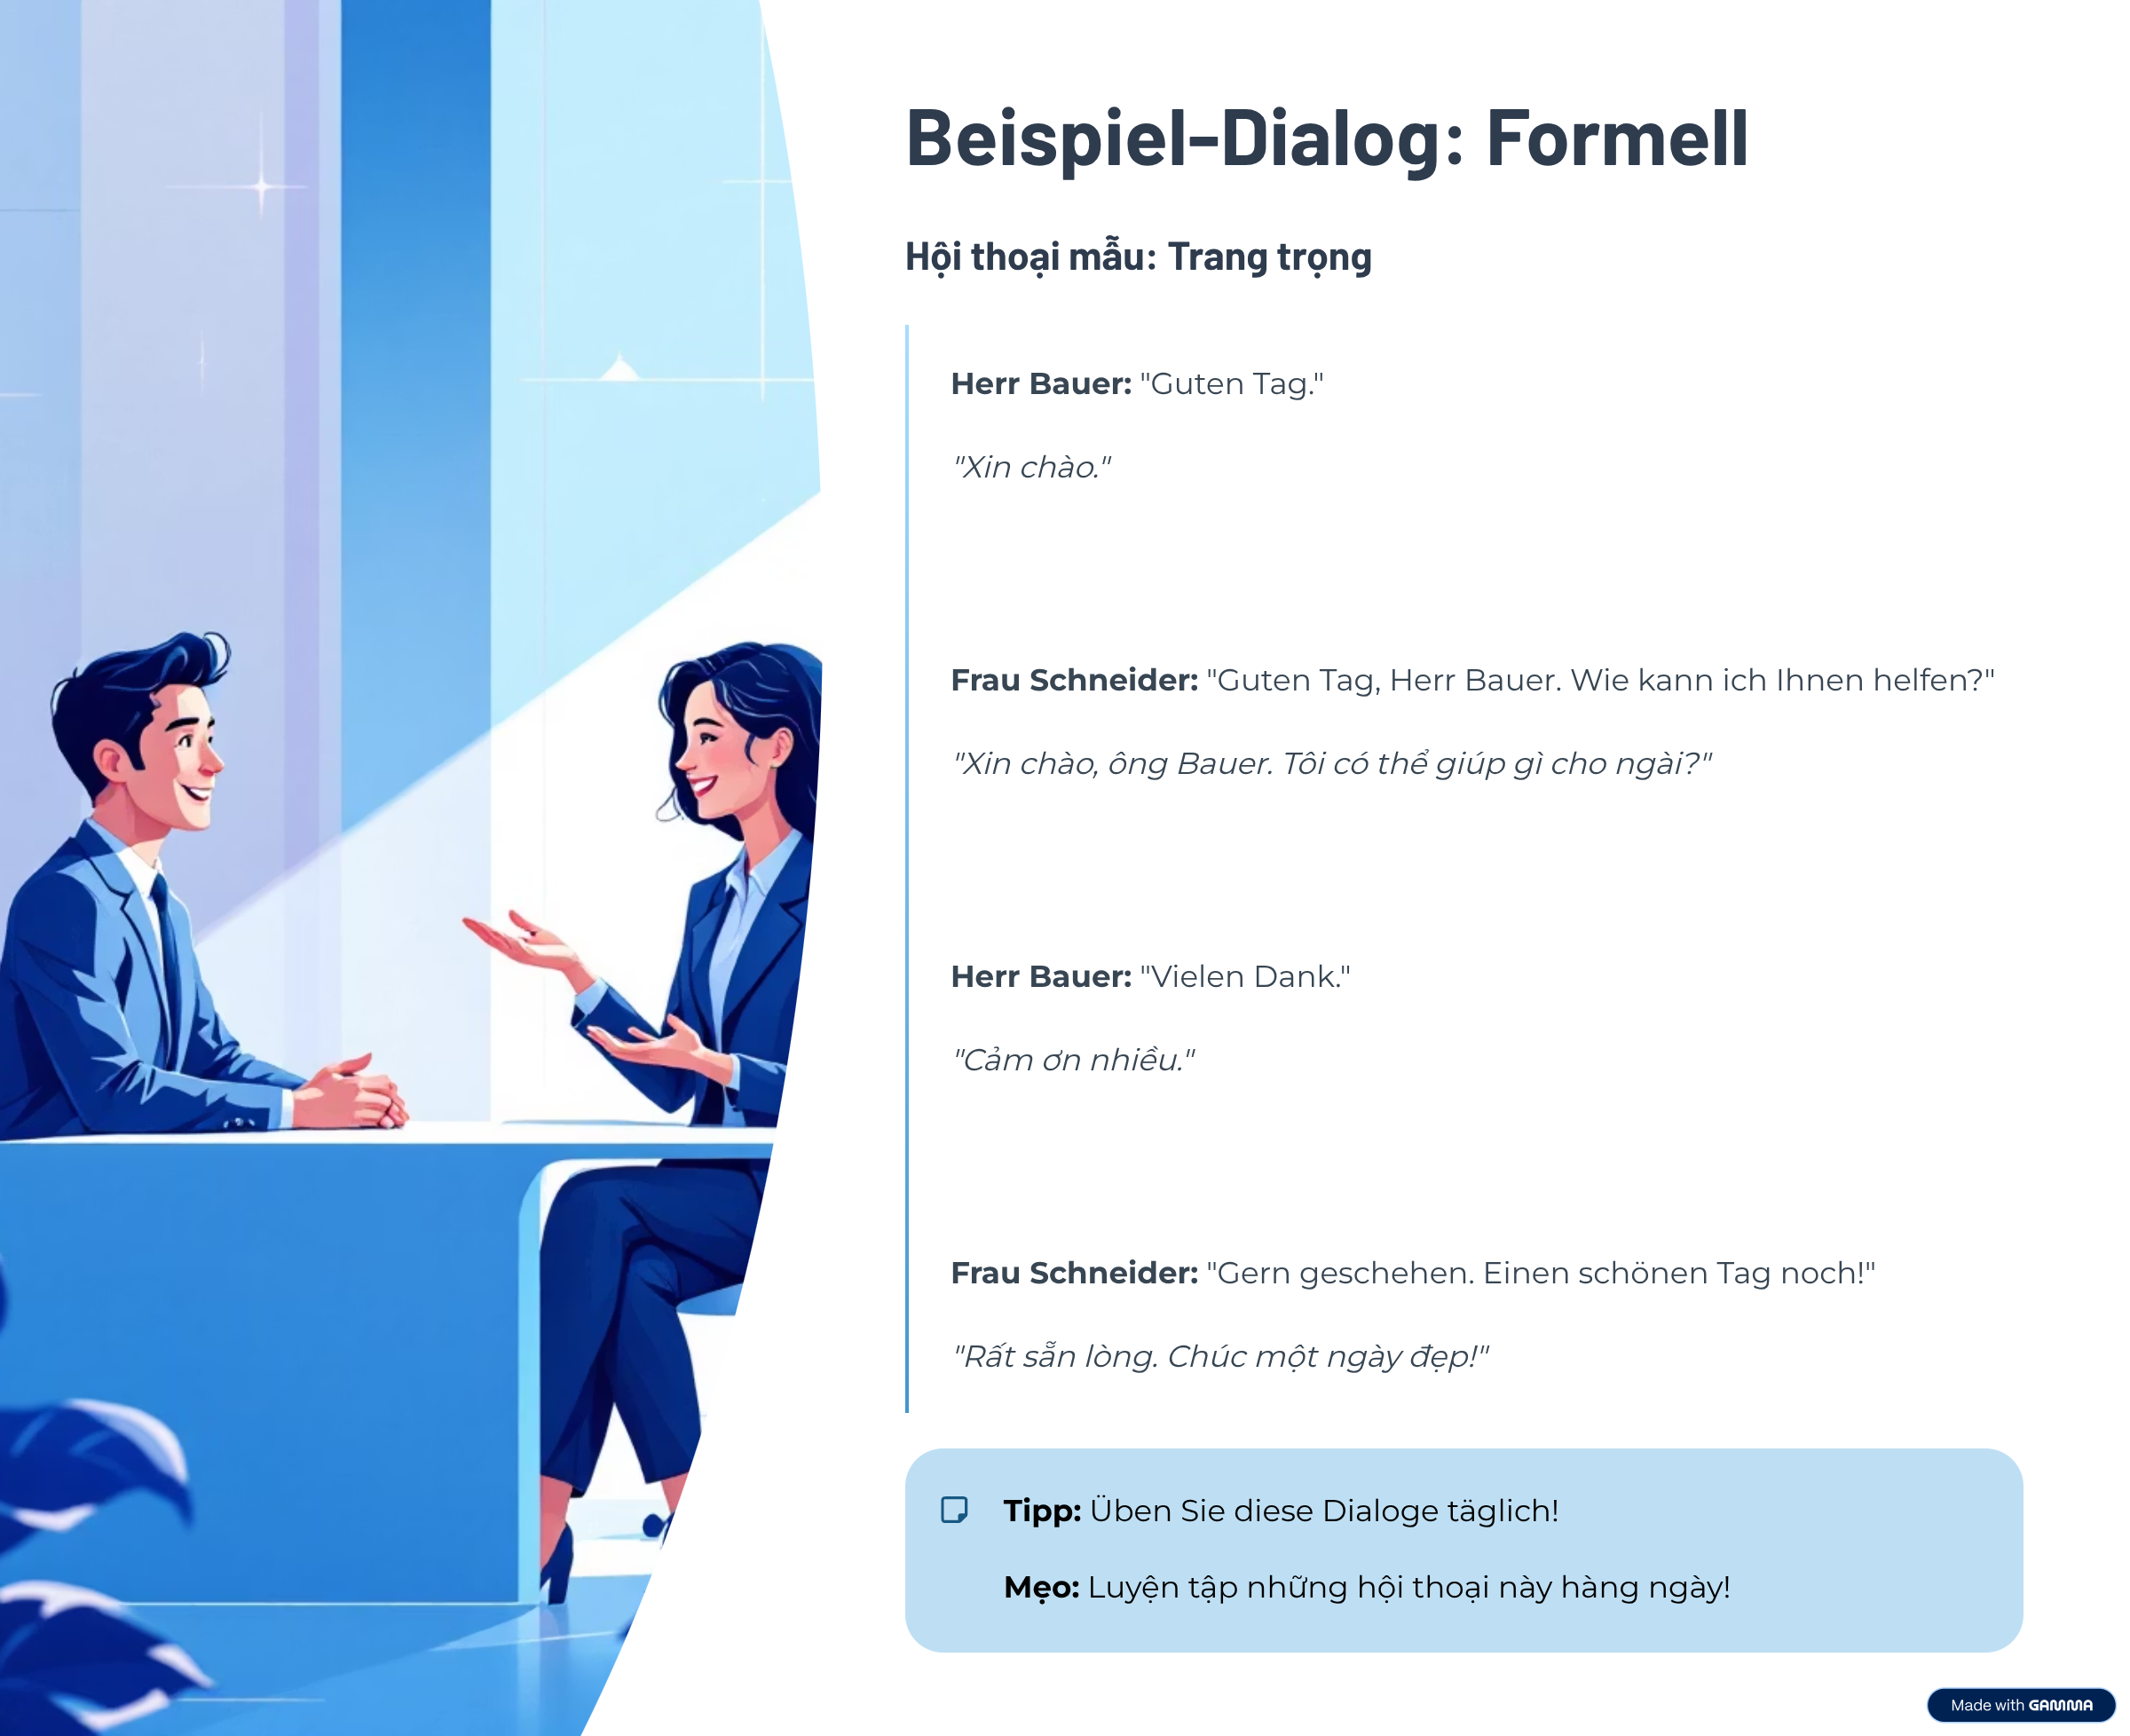 Beispiel-Dialog: Formell
Hội thoại mẫu: Trang trọng
Herr Bauer: "Guten Tag."
"Xin chào."
Frau Schneider: "Guten Tag, Herr Bauer. Wie kann ich Ihnen helfen?"
"Xin chào, ông Bauer. Tôi có thể giúp gì cho ngài?"
Herr Bauer: "Vielen Dank."
"Cảm ơn nhiều."
Frau Schneider: "Gern geschehen. Einen schönen Tag noch!"
"Rất sẵn lòng. Chúc một ngày đẹp!"
Tipp: Üben Sie diese Dialoge täglich!
Mẹo: Luyện tập những hội thoại này hàng ngày!
Made with GAMMA